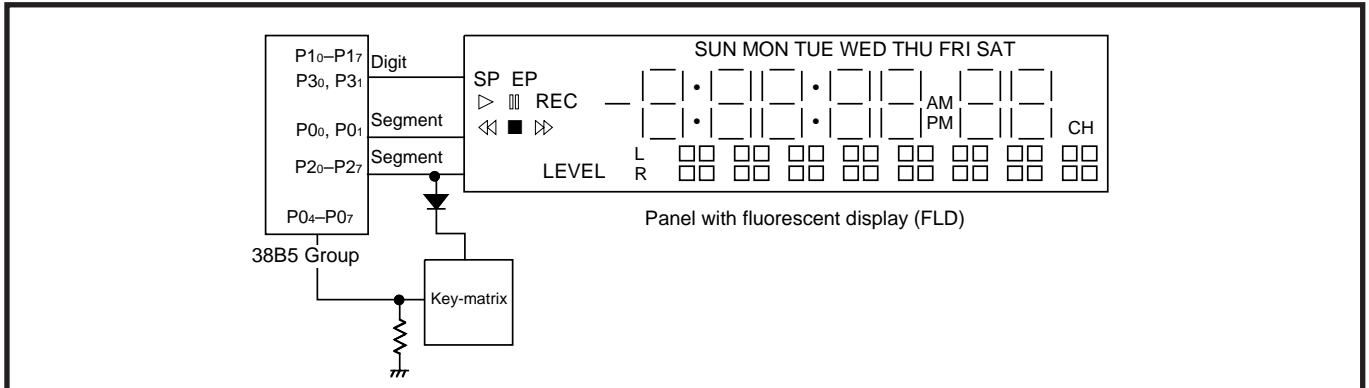 P10–P17
P30, P31
P00, P01
P20–P27
P04–P07
38B5 Group
Digit
Segment
Segment
SUN MON TUE WED THU FRI SAT
SP EP
REC
AM
PM
CH
LEVEL
L
R
Panel with fluorescent display (FLD)
Key-matrix